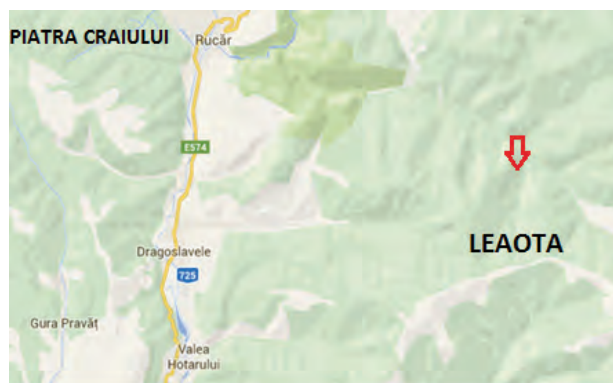 PIATRA CRAIULUI
Rucăr
E574
LEAOTA
Dragoslavele
725
Gura Pravăț
Valea
Hotarului